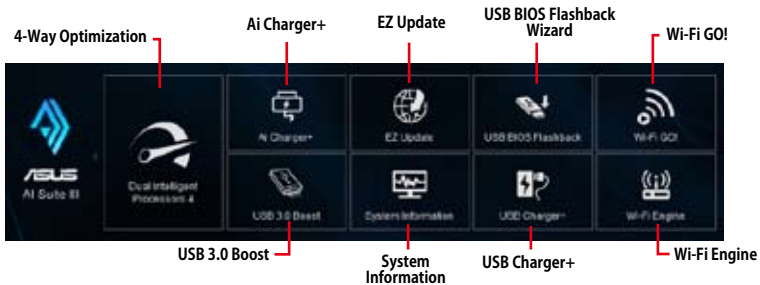 4-Way Optimization
Ai Charger+
EZ Update
USB BIOS Flashback
Wizard
Wi-Fi GO!
ASUS
AI Suite III
Dual Intelligent
Processors 4
Ai Charger+
EZ Update
USB BIOS Flashback
Wi-Fi GO!
USB 3.0 Boost
System Information
USB Charger+
Wi-Fi Engine
USB 3.0 Boost
System
Information
USB Charger+
Wi-Fi Engine